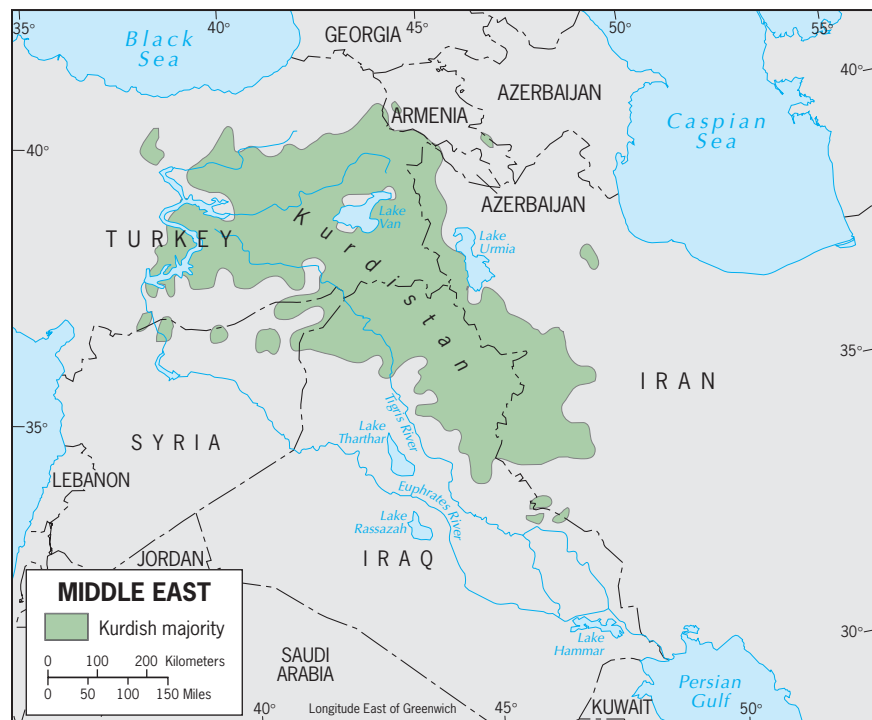 35° 40° 45° 50° 55°
Black
Sea
GEORGIA
40°
AZERBAIJAN
ARMENIA
Caspian
Sea
40°
AZERBAIJAN
Lake
Van
Lake
Urmia
TURKEY
Kurdistan
35°
IRAN
35°
SYRIA
Tigris River
Lake
Tharthar
LEBANON
Euphrates River
Lake
Rassazah
IRAQ
JORDAN
30°
Lake
Hammar
SAUDI
ARABIA
Persian
Gulf
KUWAIT
MIDDLE EAST
Kurdish majority
0 100 200 Kilometers
0 50 100 150 Miles
40° Longitude East of Greenwich 45° 50°